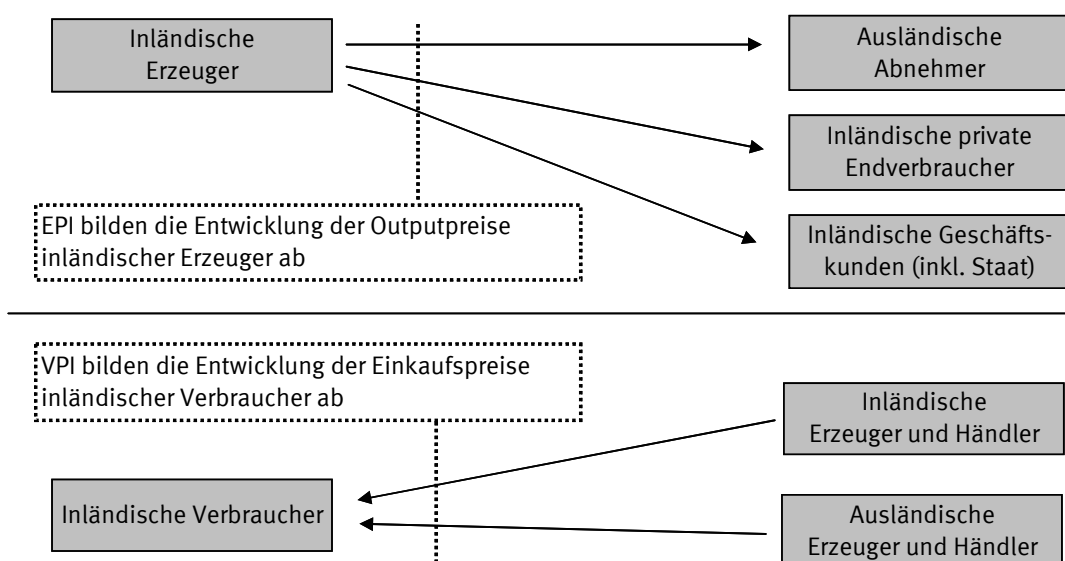 Inländische
Erzeuger
Ausländische
Abnehmer
Inländische private
Endverbraucher
EPI bilden die Entwicklung der Outputpreise
inländischer Erzeuger ab
Inländische Geschäfts-
kunden (inkl. Staat)
VPI bilden die Entwicklung der Einkaufspreise
inländischer Verbraucher ab
Inländische
Erzeuger und Händler
Inländische Verbraucher
Ausländische
Erzeuger und Händler